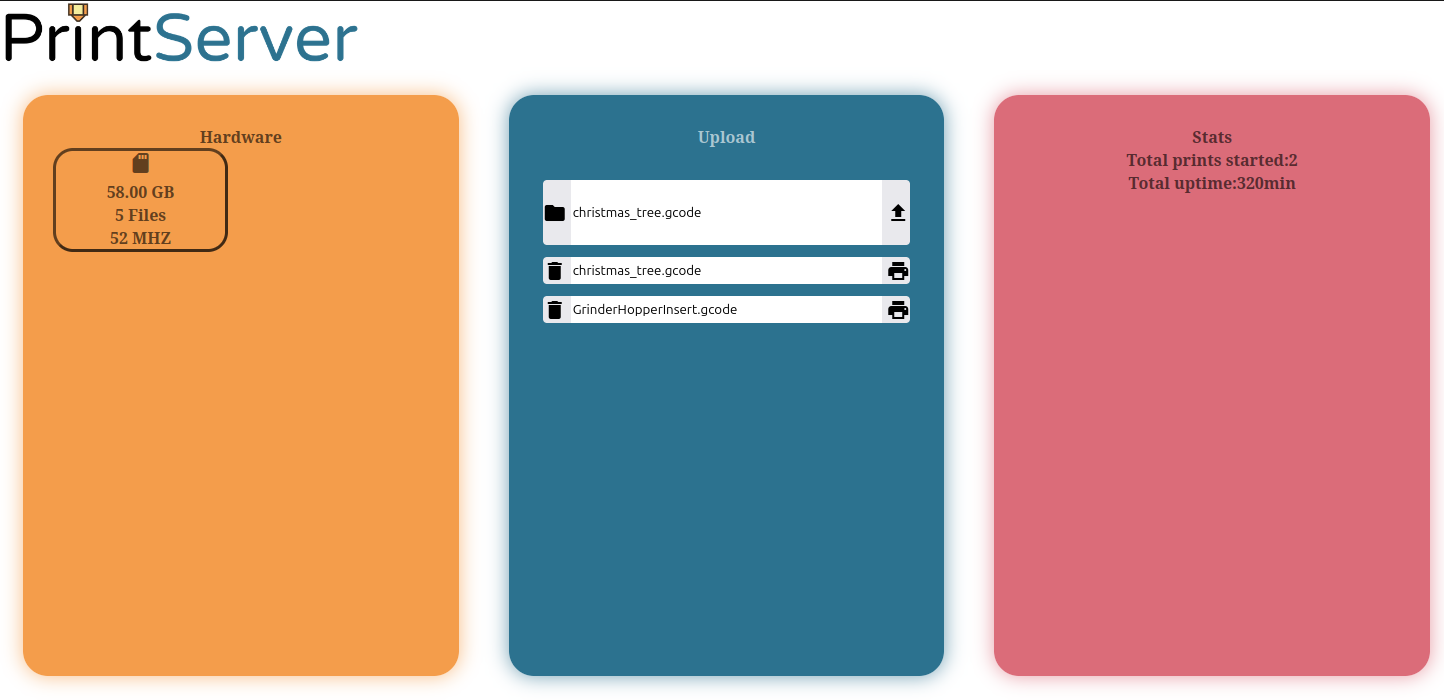 PrintServer
Hardware
58.00 GB
5 Files
52 MHZ
Upload
christmas_tree.gcode
christmas_tree.gcode
GrinderHopperInsert.gcode
Stats
Total prints started:2
Total uptime:320min